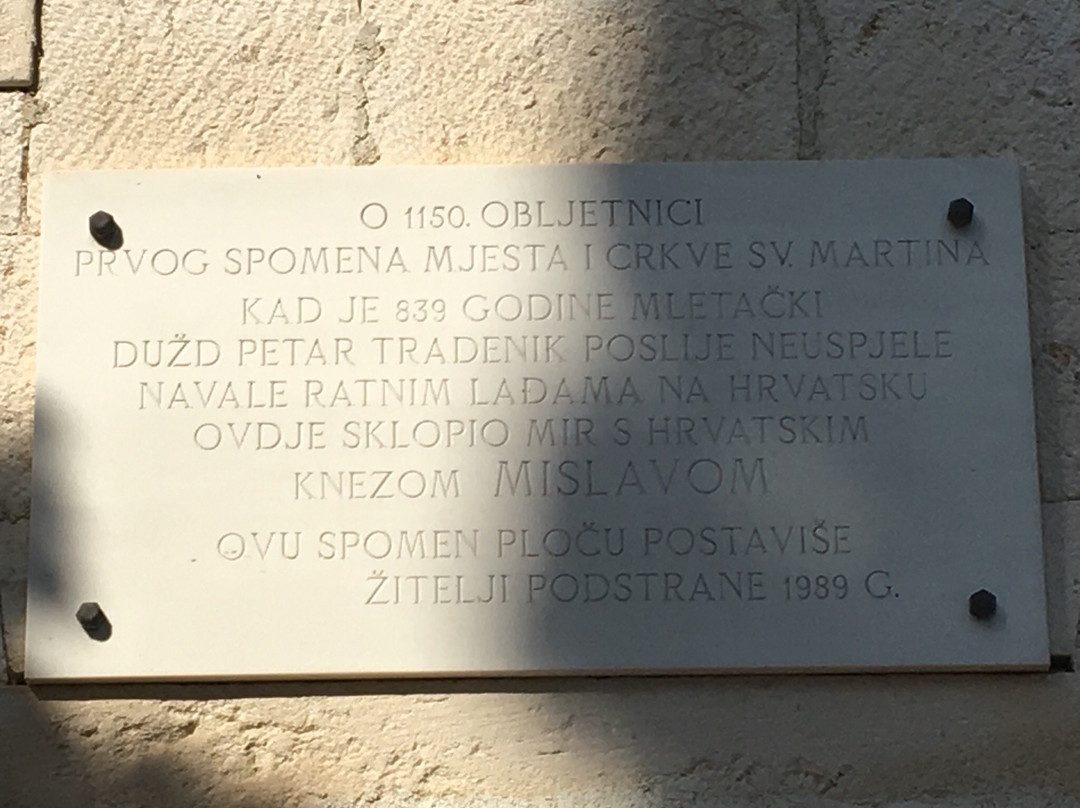 O 1150. OBLJETNICI
PRVOG SPOMENA MJESTA I CRKVE SV. MARTINA
KAD JE 839 GODINE MLETAČKI
DUŽD PETAR TRADENIK POSLIJE NEUSPJELE
NAVALE RATNIM LAĐAMA NA HRVATSKU
OVDJE SKLOPIO MIR S HRVATSKIM
KNEZOM MISLAVOM
OVU SPOMEN PLOČU POSTAVIŠE
ŽITELJI PODSTRANE 1989 G.